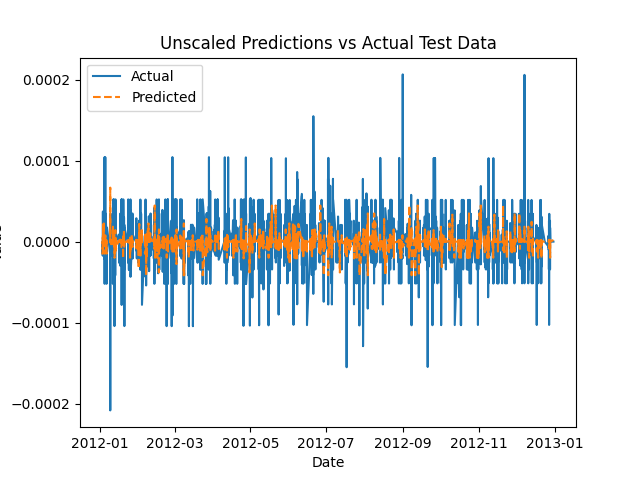 Unscaled Predictions vs Actual Test Data
Actual
Predicted
0.0002
0.0001
0.0000
−0.0001
−0.0002
2012-01 2012-03 2012-05 2012-07 2012-09 2012-11 2013-01
Date